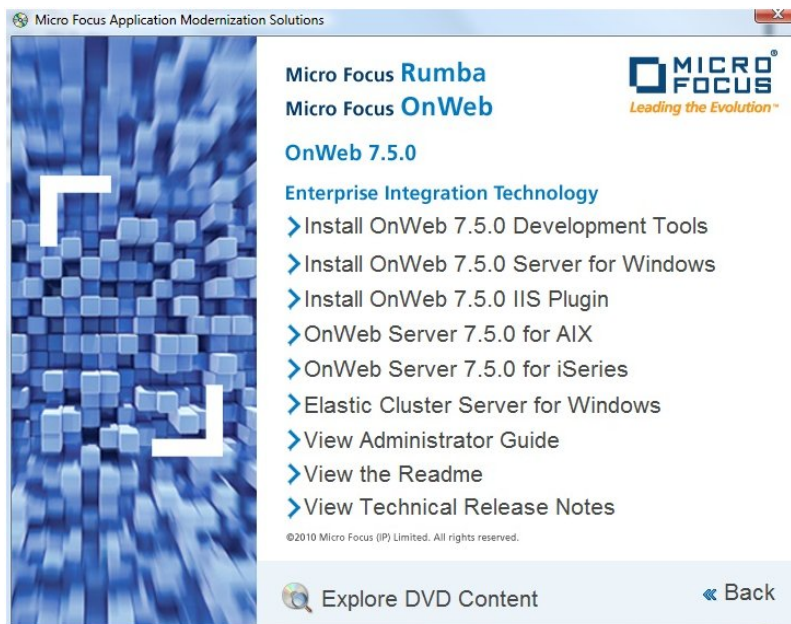 Micro Focus Application Modernization Solutions
Micro Focus Rumba
Micro Focus OnWeb
MICRO
FOCUS®
Leading the Evolution™
OnWeb 7.5.0
Enterprise Integration Technology
Install OnWeb 7.5.0 Development Tools
Install OnWeb 7.5.0 Server for Windows
Install OnWeb 7.5.0 IIS Plugin
OnWeb Server 7.5.0 for AIX
OnWeb Server 7.5.0 for iSeries
Elastic Cluster Server for Windows
View Administrator Guide
View the Readme
View Technical Release Notes
©2010 Micro Focus (IP) Limited. All rights reserved.
Explore DVD Content
« Back